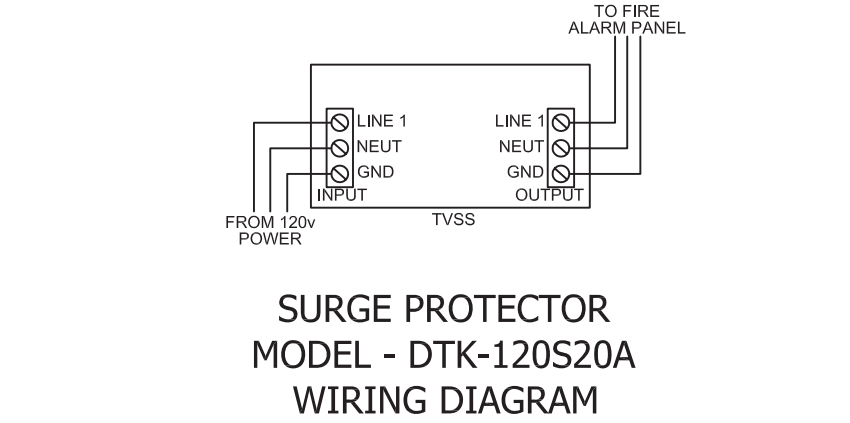 TO FIRE
ALARM PANEL
LINE 1
LINE 1
NEUT
NEUT
GND
GND
INPUT
OUTPUT
FROM 120v
POWER
TVSS
SURGE PROTECTOR
MODEL - DTK-120S20A
WIRING DIAGRAM